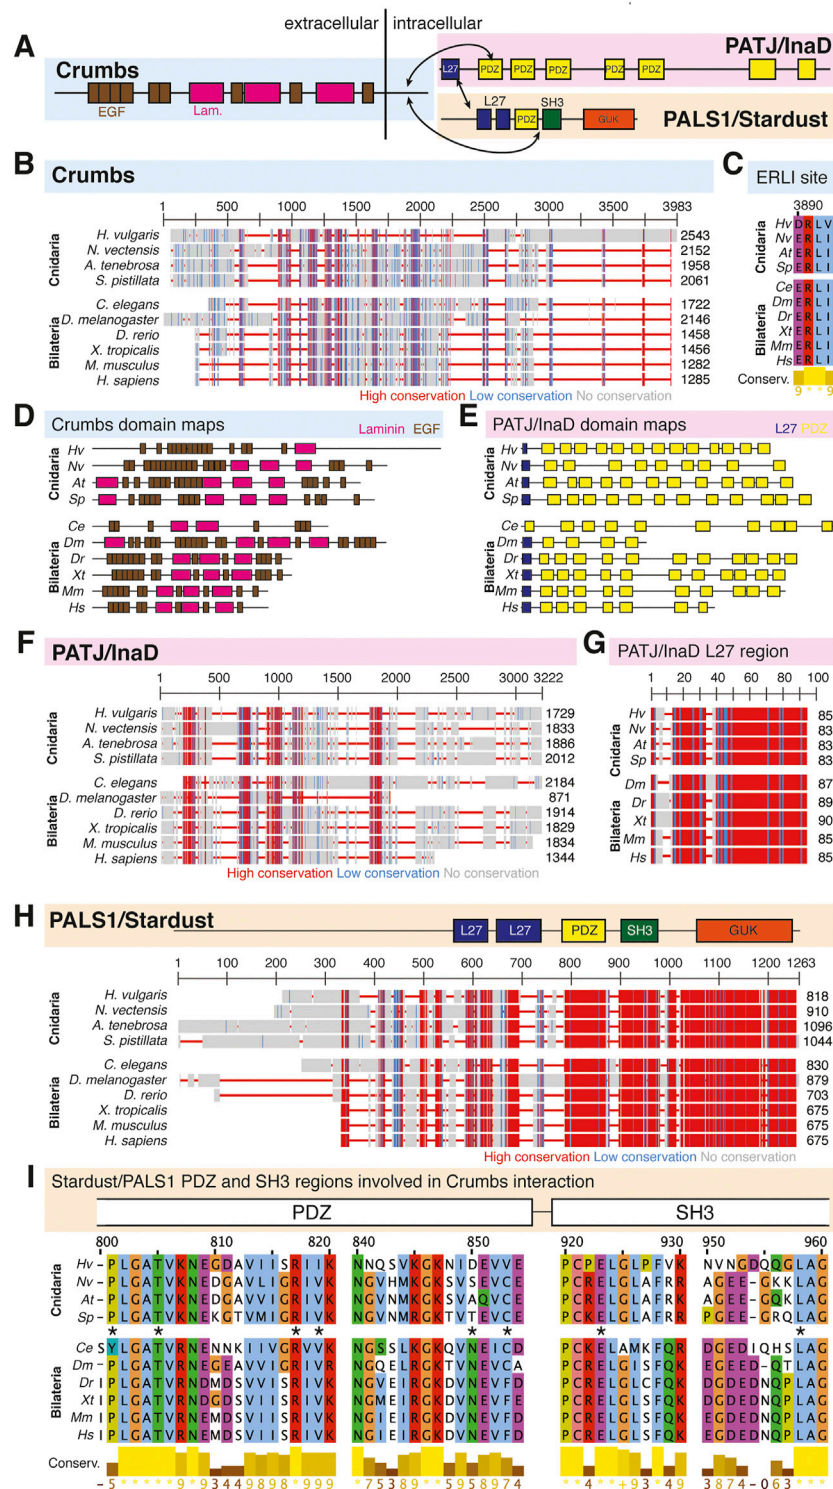 extracellular intracellular
A
Crumbs
EGF
Lam.
PATJ/InaD
L27 PDZ PDZ PDZ PDZ PDZ
L27 SH3
PDZ GUK
PALS1/Stardust
B Crumbs
1 500 1000 1500 2000 2500 3000 3500 3983
Cnidaria
H. vulgaris 2543
N. vectensis 2152
A. tenebrosa 1958
S. pistillata 2061
Bilateria
C. elegans 1722
D. melanogaster 2146
D. rerio 1458
X. tropicalis 1456
M. musculus 1282
H. sapiens 1285
High conservation Low conservation No conservation
C ERLI site
3890
Cnidaria
Hv D R L V
Nv E R L I
At E R L I
Sp E R L I
Bilateria
Ce E R L I
Dm E R L I
Dr E R L I
Xt E R L I
Mm E R L I
Hs E R L I
Conserv.
9 * * 9
D Crumbs domain maps
Laminin EGF
Cnidaria
Hv
Nv
At
Sp
Bilateria
Ce
Dm
Dr
Xt
Mm
Hs
E PATJ/InaD domain maps
L27 PDZ
Cnidaria
Hv
Nv
At
Sp
Bilateria
Ce
Dm
Dr
Xt
Mm
Hs
F PATJ/InaD
1 500 1000 1500 2000 2500 3000 3222
Cnidaria
H. vulgaris 1729
N. vectensis 1833
A. tenebrosa 1886
S. pistillata 2012
Bilateria
C. elegans 2184
D. melanogaster 871
D. rerio 1914
X. tropicalis 1829
M. musculus 1834
H. sapiens 1344
High conservation Low conservation No conservation
G PATJ/InaD L27 region
1 20 40 60 80 100
Cnidaria
Hv 85
Nv 83
At 83
Sp 83
Bilateria
Dm 87
Dr 89
Xt 90
Mm 85
Hs 85
H PALS1/Stardust
L27 L27 PDZ SH3 GUK
1 100 200 300 400 500 600 700 800 900 1000 1100 1200 1263
Cnidaria
H. vulgaris 818
N. vectensis 910
A. tenebrosa 1096
S. pistillata 1044
Bilateria
C. elegans 830
D. melanogaster 879
D. rerio 703
X. tropicalis 675
M. musculus 675
H. sapiens 675
High conservation Low conservation No conservation
I Stardust/PALS1 PDZ and SH3 regions involved in Crumbs interaction
PDZ SH3
800 810 820 840 850 920 930 950 960
Cnidaria
Hv - P L G A T V K N E G D A V I I S R I I K N N Q S V K G K N I D E V V E P C P E L G L P F V K N V N G D Q Q G L A G
Nv - P L G A T V K N E D G A V L I G R I V K N G V H M K G K S V S E V C E P C R E L G L A F R R A G E E - G K K L A G
At - P L G A T V K N E D G A V I I G R I V K N G V N M K G K S V A Q V C E P C R E L G L A F R R A G E E - G Q K L A G
Sp - P L G A T V K N E K G T V M I G R I V K N G V N M K G K T V T E V C E P C R E L G L A F R R P G E E - G R Q L A G
* * * * * * * *
Bilateria
Ce S Y L G A T V R N E N N K I I V G R V V K N G S S L K G K Q V N E I C D P C K E L A M K F Q R D G E D I Q H S L A G
Dm - P L G A T V R N E G E A V V I G R I V R N G Q E L R G K T V N E V C A P C R E L G I S F Q K G D E D - Q T L A G
Dr I P L G A T V R N D M D S V V I S R I V K N G V E I R G K D V N E V F D P C R E L G L S F Q K D G E D E N Q P L A G
Xt I P L G A T V R N D G D S V I I S R I V K N G M E I R G K D V N E V F D P C R E L G L S F Q K D G E D E D N Q P L A G
Mm I P L G A T V R N E M D S V I I S R I V K N G I E I R G K D V N E V F D P C R E L G L C F Q K E G D E D N Q P L A G
Hs I P L G A T V R N E M D S V I I S R I V K N G I E I R G K D V N E V F D P C R E L G L S F Q K E G D E D N Q P L A G
Conserv.